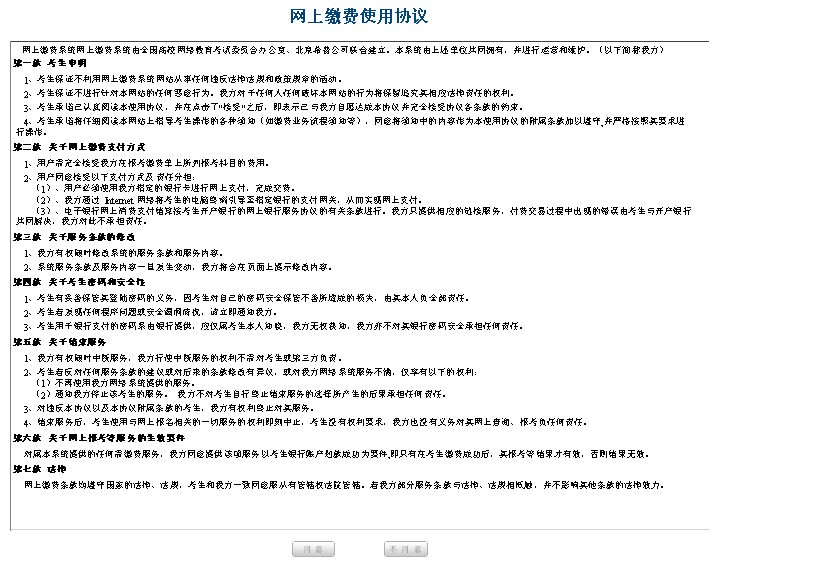 网上缴费使用协议
网上缴费系统网上缴费系统由全国高校网络教育考试委员会办公室、北京希普公司联合建立。本系统由上述单位共同拥有，并进行运营和维护。（以下简称我方）
第一款 考生申明
1、考生保证不利用网上缴费系统网站从事任何违反法律法规和政策规章的活动。
2、考生保证不进行针对本网站的任何恶意行为。我方对于任何人任何破坏本网站的行为将保留追究其相应法律责任的权利。
3、考生承诺已认真阅读本使用协议，并在点击了“接受”之后，即表示已与我方自愿达成本协议并完全接受协议各条款的约束。
4、考生承诺将仔细阅读本网站上指导考生操作的各种须知（如缴费业务流程须知等），同意将须知中的内容作为本使用协议的附属条款加以遵守,并严格按照其要求进
行操作。
第二款 关于网上缴费支付方式
1、用户需完全接受我方在报考缴费单上所列报考科目的费用。
2、用户同意接受以下支付方式及责任分担：
（1）、用户必须使用我方指定的银行卡进行网上支付，完成交费。
（2）、我方通过 Internet 网络将考生的电脑终端引导至指定银行的支付网关，从而实现网上支付。
（3）、电子银行网上消费支付结算按考生开户银行的网上银行服务协议的有关条款进行。我方只提供相应的链接服务，付费交易过程中出现的错误由考生与开户银行
共同解决，我方对此不承担责任。
第三款 关于服务条款的修改
1、我方有权随时修改系统的服务条款和服务内容。
2、系统服务条款及服务内容一旦发生变动，我方将会在页面上提示修改内容。
第四款 关于考生密码和安全性
1、考生有妥善保管其登陆密码的义务，因考生对自己的密码安全保管不善所造成的损失，由其本人负全部责任。
2、考生若发现任何程序问题或安全漏洞情况，请立即通知我方。
3、考生用于银行支付的密码系由银行提供，应仅属考生本人知晓，我方无权获知，我方亦不对其银行密码安全承担任何责任。
第五款 关于结束服务
1、我方有权随时中断服务，我方行使中断服务的权利不需对考生或第三方负责。
2、考生若反对任何服务条款的建议或对后来的条款修改有异议，或对我方网络系统服务不满，仅享有以下的权利：
（1）不再使用我方网络系统提供的服务。
（2）通知我方停止该考生的服务。 我方不对考生自行终止结束服务的选择所产生的后果承担任何责任。
3、对违反本协议以及本协议附属条款的考生，我方有权利终止对其服务。
4、结束服务后，考生使用与网上报名相关的一切服务的权利即刻中止，考生没有权利要求，我方也没有义务对其网上查询、报考负任何责任。
第六款 关于网上报考等服务的生效要件
对属本系统提供的任何需缴费服务，我方同意提供该项服务以考生银行账户划款成功为要件,即只有在考生缴费成功后，其报考等结果才有效，否则结果无效。
第七款 法律
网上缴费条款均遵守国家的法律、法规，考生和我方一致同意服从有管辖权法院管辖。若我方部分服务条款与法律、法规相抵触，并不影响其他条款的法律效力。
同 意
不 同 意